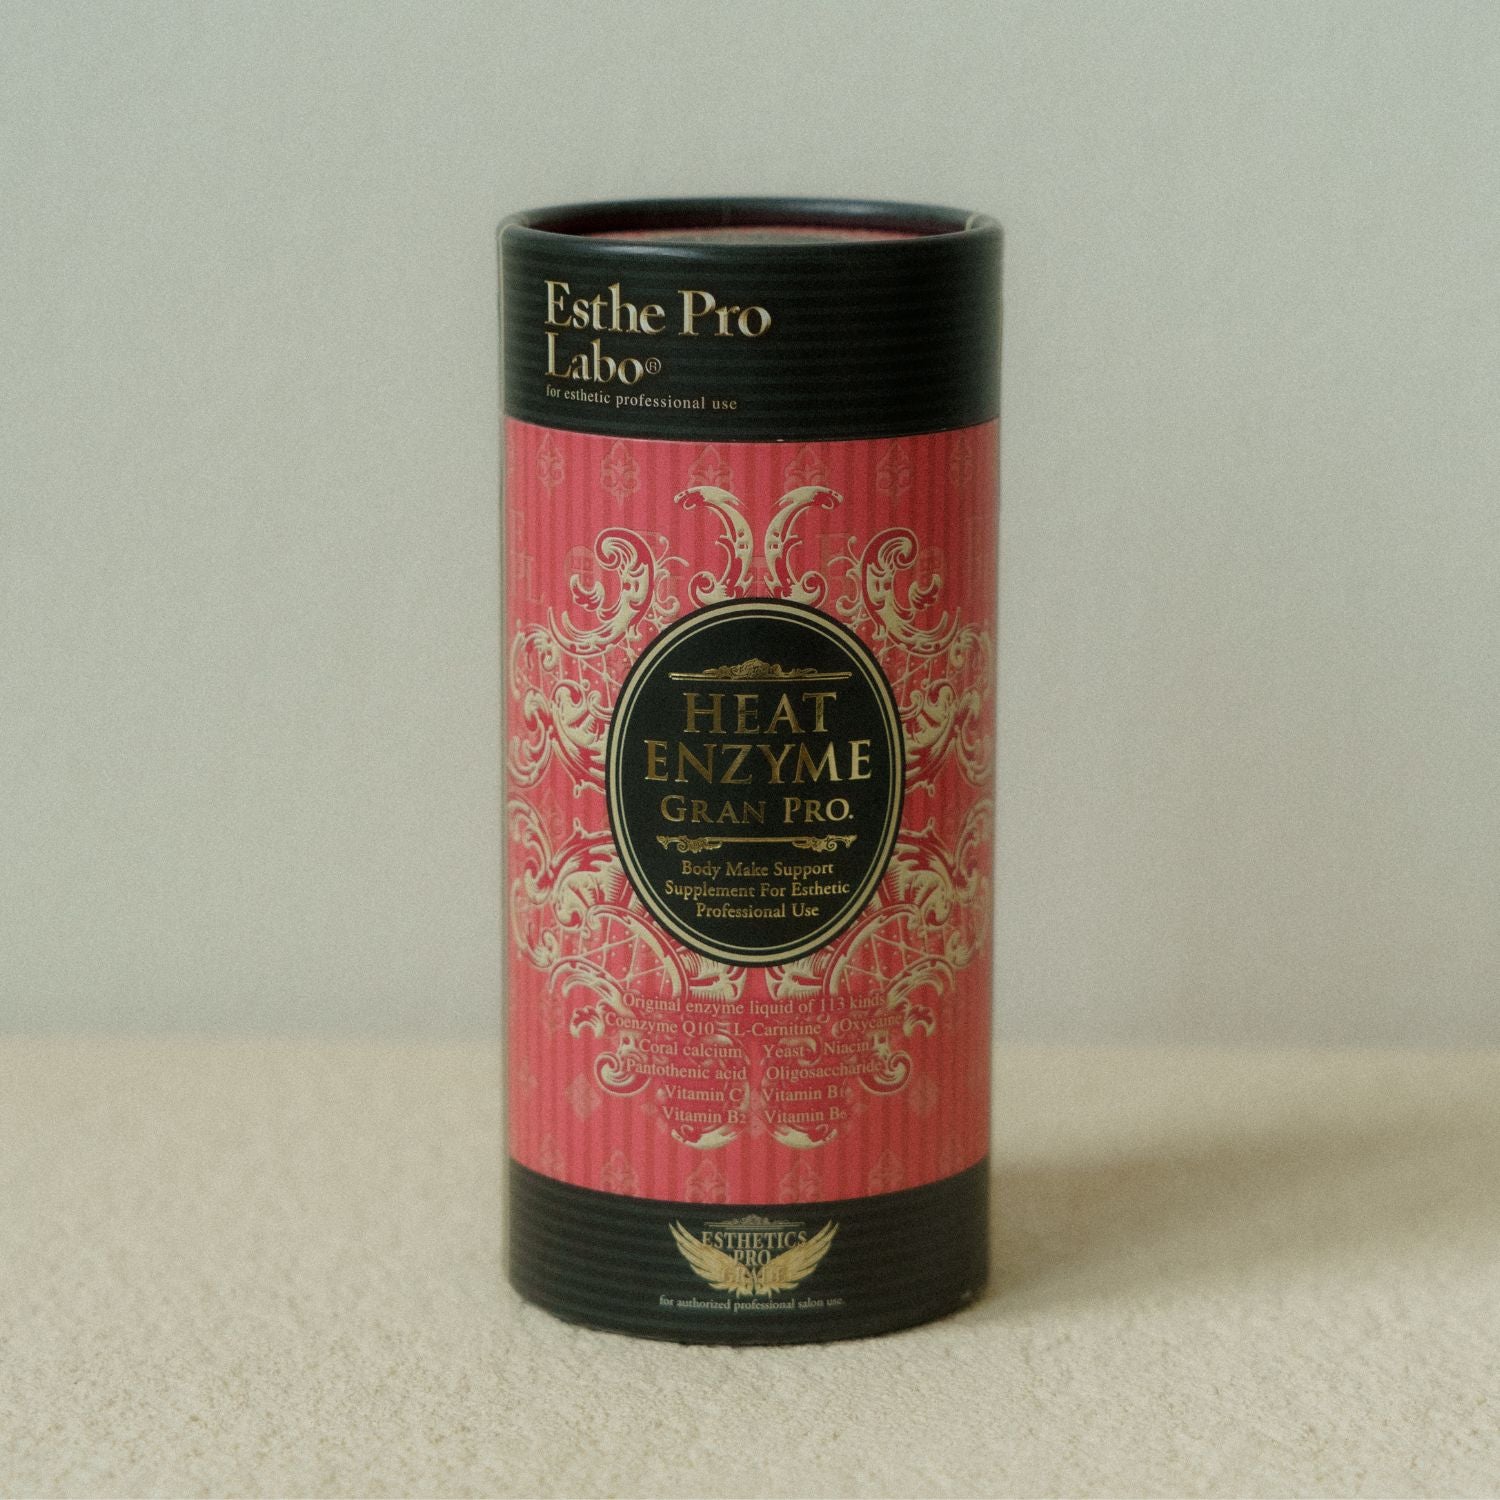 Esthe Pro
Labo®
for esthetic professional use
HEAT
ENZYME
GRAN PRO.
Body Make Support
Supplement For Esthetic
Professional Use
Original enzyme liquid of 113 kinds
Coenzyme Q10 L-Carnitine Oxycaine
Coral calcium Yeast Niacin
Pantothenic acid Oligosaccharide
Vitamin C Vitamin B1
Vitamin B2 Vitamin B6
ESTHETICS
PRO
for authorized professional salon use.